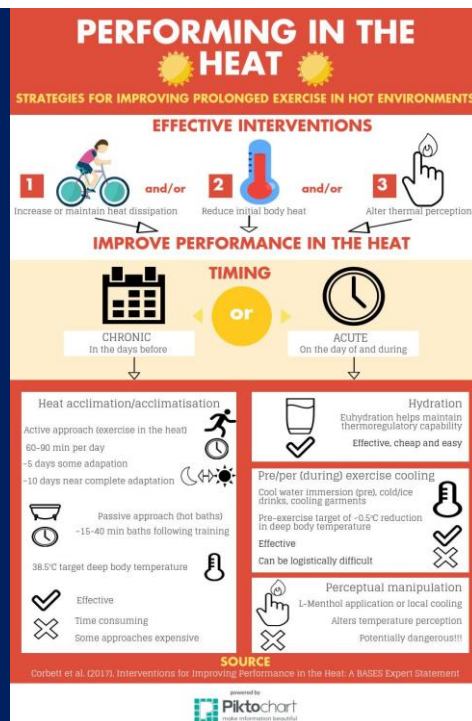 PERFORMING IN THE
HEAT
STRATEGIES FOR IMPROVING PROLONGED EXERCISE IN HOT ENVIRONMENTS
EFFECTIVE INTERVENTIONS
1
and/or
2
and/or
3
Increase or maintain heat dissipation
Reduce initial body heat
Alter thermal perception
IMPROVE PERFORMANCE IN THE HEAT
TIMING
or
CHRONIC
In the days before
ACUTE
On the day of and during
Heat acclimation/acclimatisation
Active approach (exercise in the heat)
60-90 min per day
~5 days some adapation
~10 days near complete adaptation
Passive approach (hot baths)
~15-40 min baths following training
38.5°C target deep body temperature
Effective
Time consuming
Some approaches expensive
Hydration
Euhydration helps maintain
thermoregulatory capability
Effective, cheap and easy
Pre/per (during) exercise cooling
Cool water immersion (pre), cold/ice
drinks, cooling garments
Pre-exercise target of ~0.5°C reduction
in deep body temperature
Effective
Can be logistically difficult
Perceptual manipulation
L-Menthol application or local cooling
Alters temperature perception
Potentially dangerous!!!
SOURCE
Corbett et al. (2017). Interventions for Improving Performance in the Heat: A BASES Expert Statement
powered by
Piktochart
make information beautiful